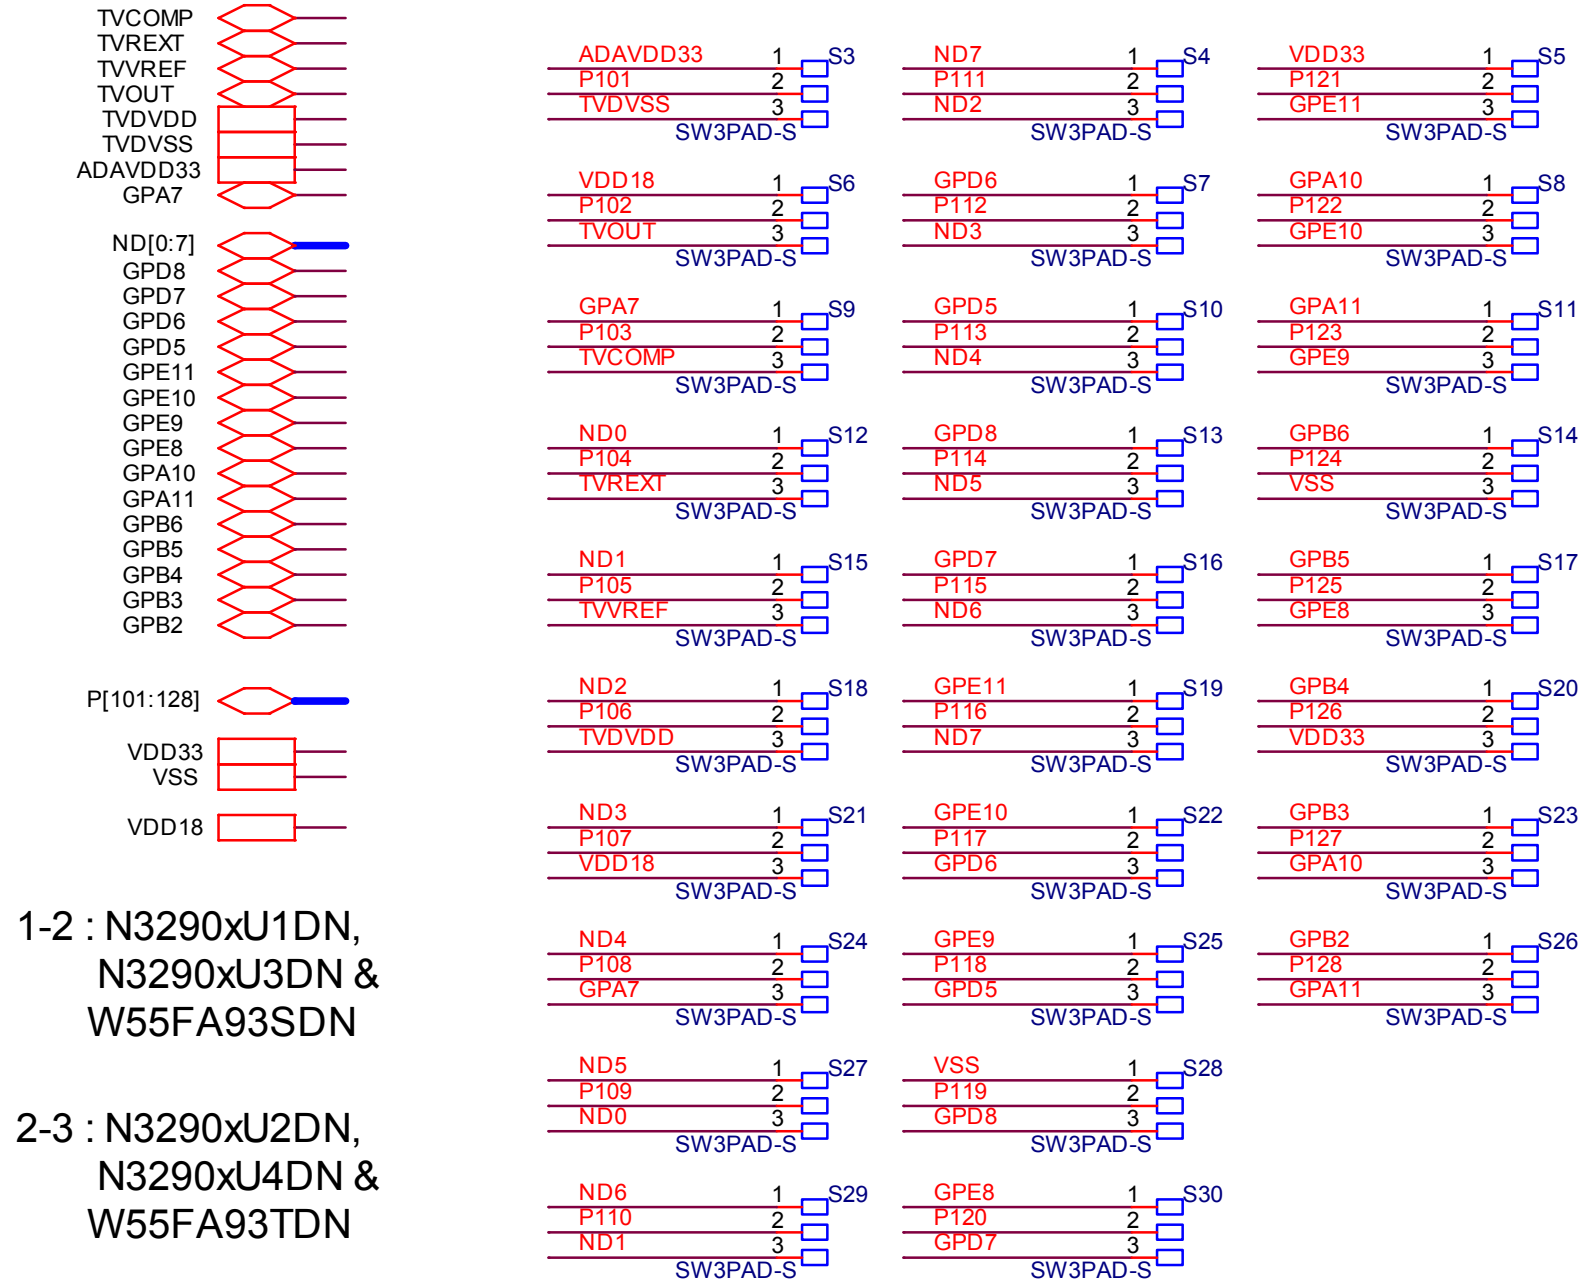 TVCOMP
TVREXT
TVVREF
TVOUT
TVDVDD
TVDVSS
ADAVDD33
GPA7
ND[0:7]
GPD8
GPD7
GPD6
GPD5
GPE11
GPE10
GPE9
GPE8
GPA10
GPA11
GPB6
GPB5
GPB4
GPB3
GPB2
P[101:128]
VDD33
VSS
VDD18
1-2 : N3290xU1DN,
N3290xU3DN &
W55FA93SDN
2-3 : N3290xU2DN,
N3290xU4DN &
W55FA93TDN
ADAVDD33 1 S3
P101 2
TVDVSS 3
SW3PAD-S
VDD18 1 S6
P102 2
TVOUT 3
SW3PAD-S
GPA7 1 S9
P103 2
TVCOMP 3
SW3PAD-S
ND0 1 S12
P104 2
TVREXT 3
SW3PAD-S
ND1 1 S15
P105 2
TVVREF 3
SW3PAD-S
ND2 1 S18
P106 2
TVDVDD 3
SW3PAD-S
ND3 1 S21
P107 2
VDD18 3
SW3PAD-S
ND4 1 S24
P108 2
GPA7 3
SW3PAD-S
ND5 1 S27
P109 2
ND0 3
SW3PAD-S
ND6 1 S29
P110 2
ND1 3
SW3PAD-S
ND7 1 S4
P111 2
ND2 3
SW3PAD-S
GPD6 1 S7
P112 2
ND3 3
SW3PAD-S
GPD5 1 S10
P113 2
ND4 3
SW3PAD-S
GPD8 1 S13
P114 2
ND5 3
SW3PAD-S
GPD7 1 S16
P115 2
ND6 3
SW3PAD-S
GPE11 1 S19
P116 2
ND7 3
SW3PAD-S
GPE10 1 S22
P117 2
GPD6 3
SW3PAD-S
GPE9 1 S25
P118 2
GPD5 3
SW3PAD-S
VSS 1 S28
P119 2
GPD8 3
SW3PAD-S
GPE8 1 S30
P120 2
GPD7 3
SW3PAD-S
VDD33 1 S5
P121 2
GPE11 3
SW3PAD-S
GPA10 1 S8
P122 2
GPE10 3
SW3PAD-S
GPA11 1 S11
P123 2
GPE9 3
SW3PAD-S
GPB6 1 S14
P124 2
VSS 3
SW3PAD-S
GPB5 1 S17
P125 2
GPE8 3
SW3PAD-S
GPB4 1 S20
P126 2
VDD33 3
SW3PAD-S
GPB3 1 S23
P127 2
GPA10 3
SW3PAD-S
GPB2 1 S26
P128 2
GPA11 3
SW3PAD-S